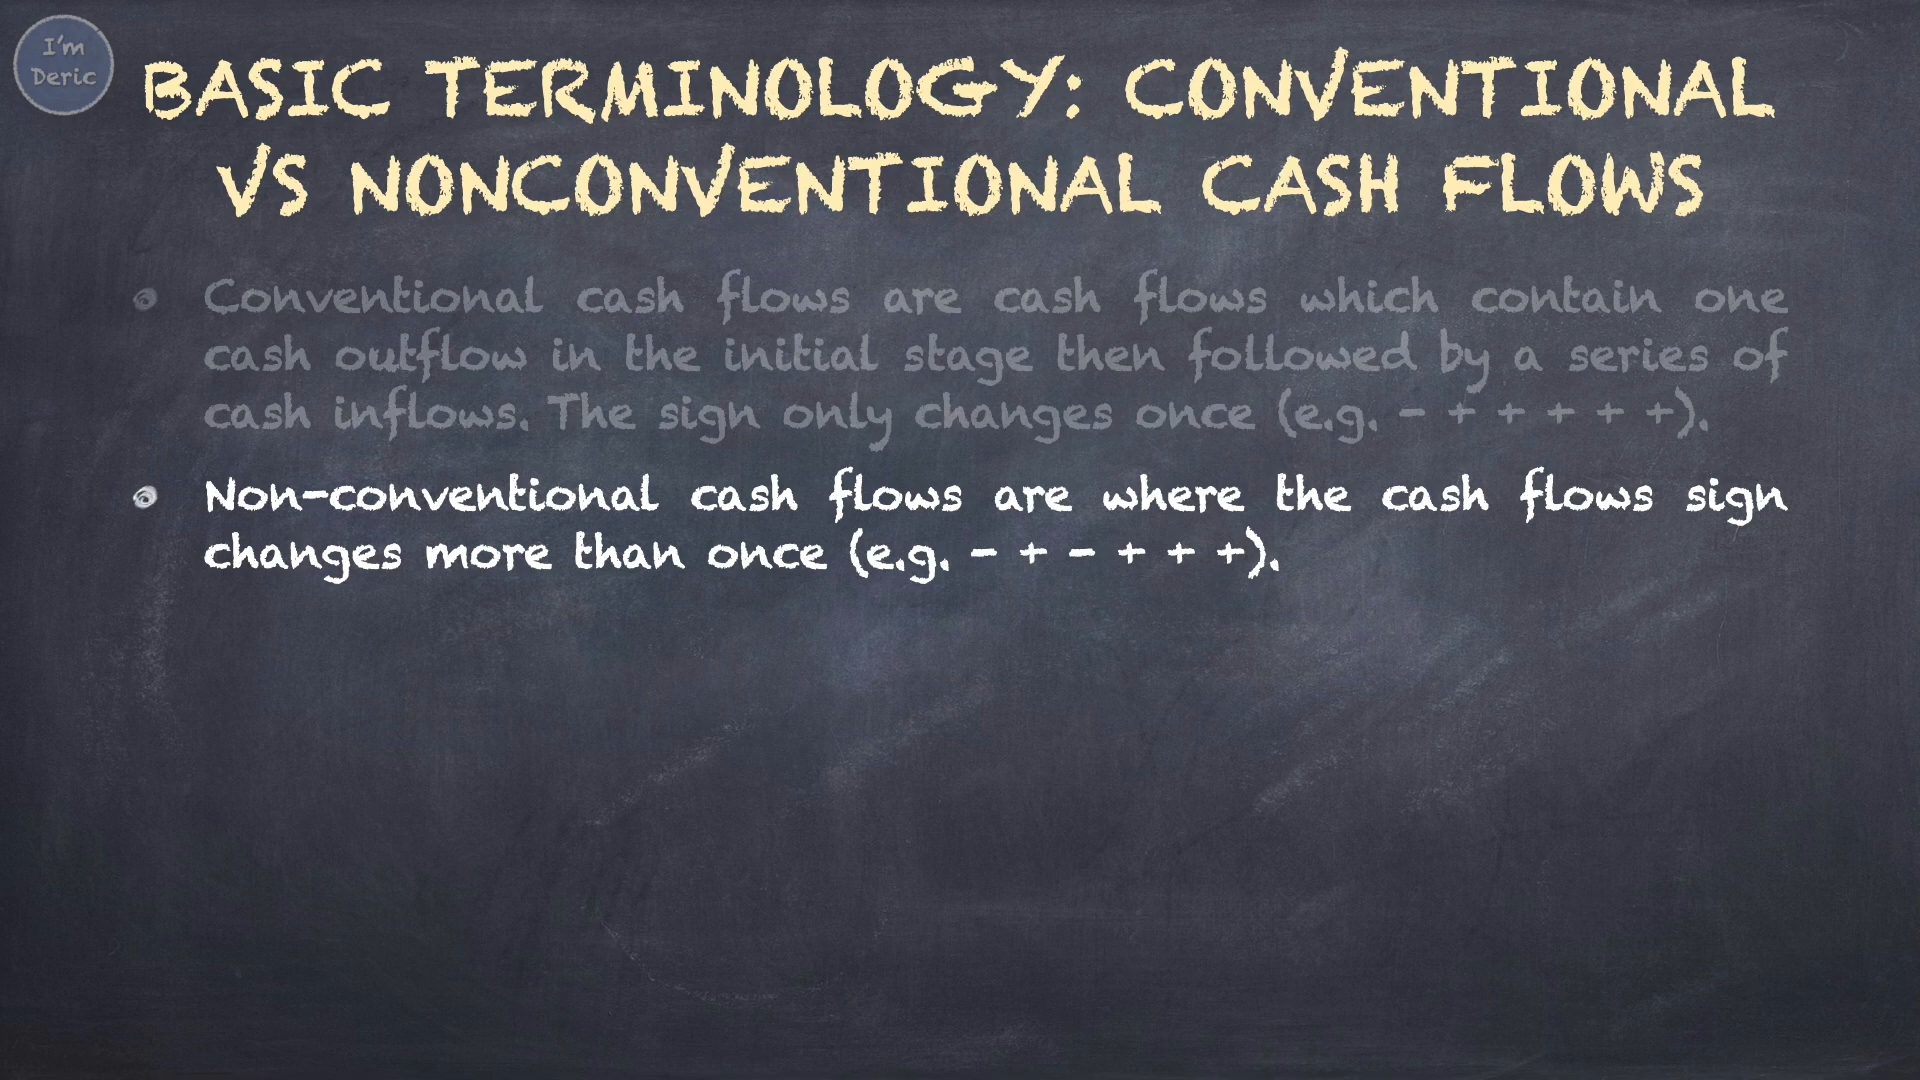 I'm
Deric
BASIC TERMINOLOGY: CONVENTIONAL
VS NONCONVENTIONAL CASH FLOWS
Conventional cash flows are cash flows which contain one
cash outflow in the initial stage then followed by a series of
cash inflows. The sign only changes once (e.g. - + + + + +).
Non-conventional cash flows are where the cash flows sign
changes more than once (e.g. - + - + + +).